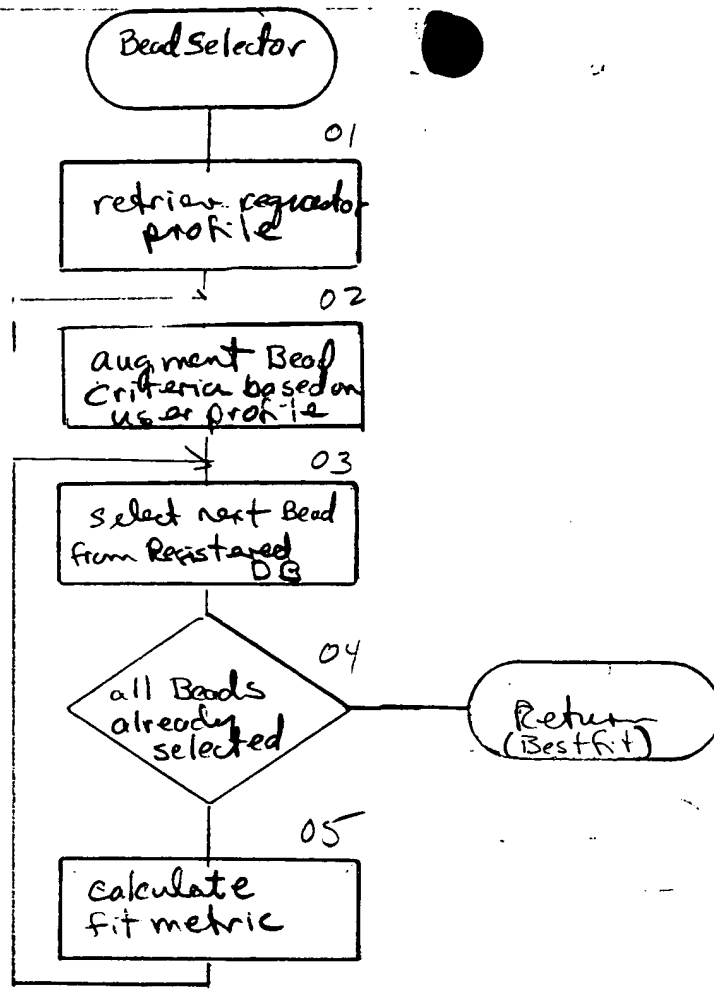 Bead Selector
01
retrieve requestor
profile
02
augment Bead
Criteria based on
user profile
03
select next Bead
from Registered
DB
04
all Beads
already
selected
Return
(Bestfit)
05
calculate
fit metric